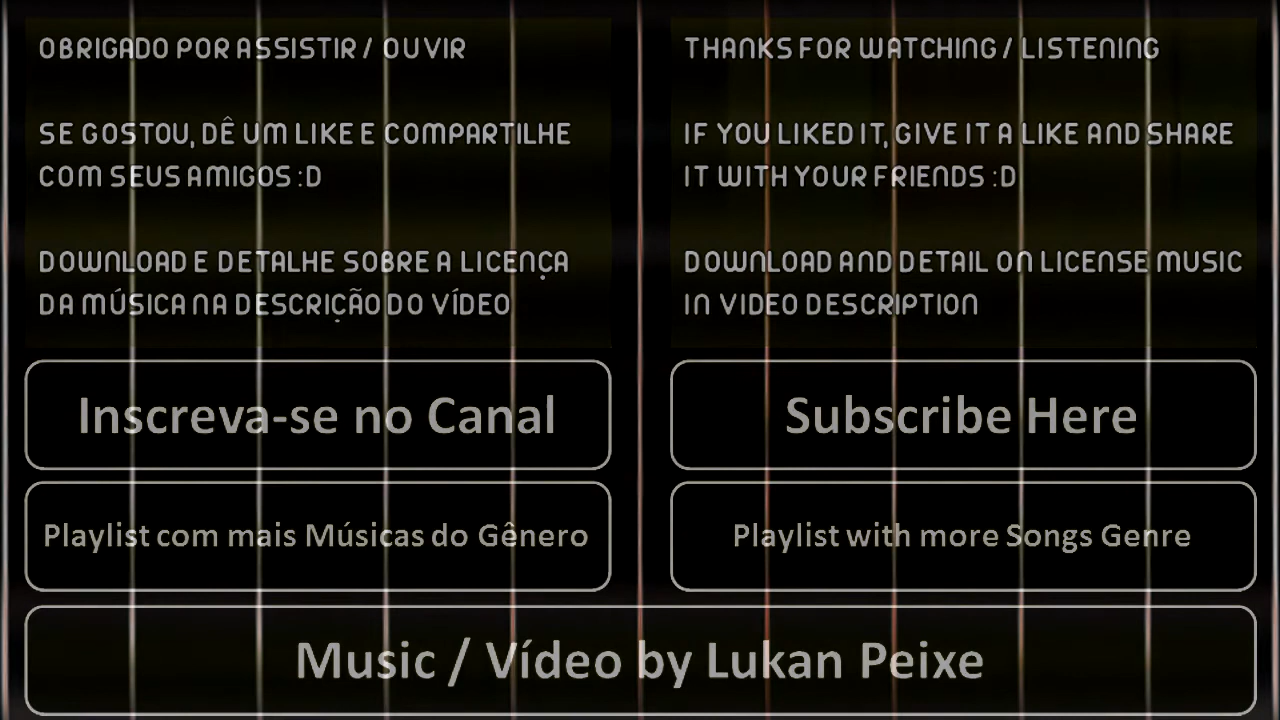 OBRIGADO POR ASSISTIR / OUVIR
SE GOSTOU, DÊ UM LIKE E COMPARTILHE
COM SEUS AMIGOS :D
DOWNLOAD E DETALHE SOBRE A LICENÇA
DA MÚSICA NA DESCRIÇÃO DO VÍDEO
Inscreva-se no Canal
Playlist com mais Músicas do Gênero
THANKS FOR WATCHING / LISTENING
IF YOU LIKED IT, GIVE IT A LIKE AND SHARE
IT WITH YOUR FRIENDS :D
DOWNLOAD AND DETAIL ON LICENSE MUSIC
IN VIDEO DESCRIPTION
Subscribe Here
Playlist with more Songs Genre
Music / Vídeo by Lukan Peixe